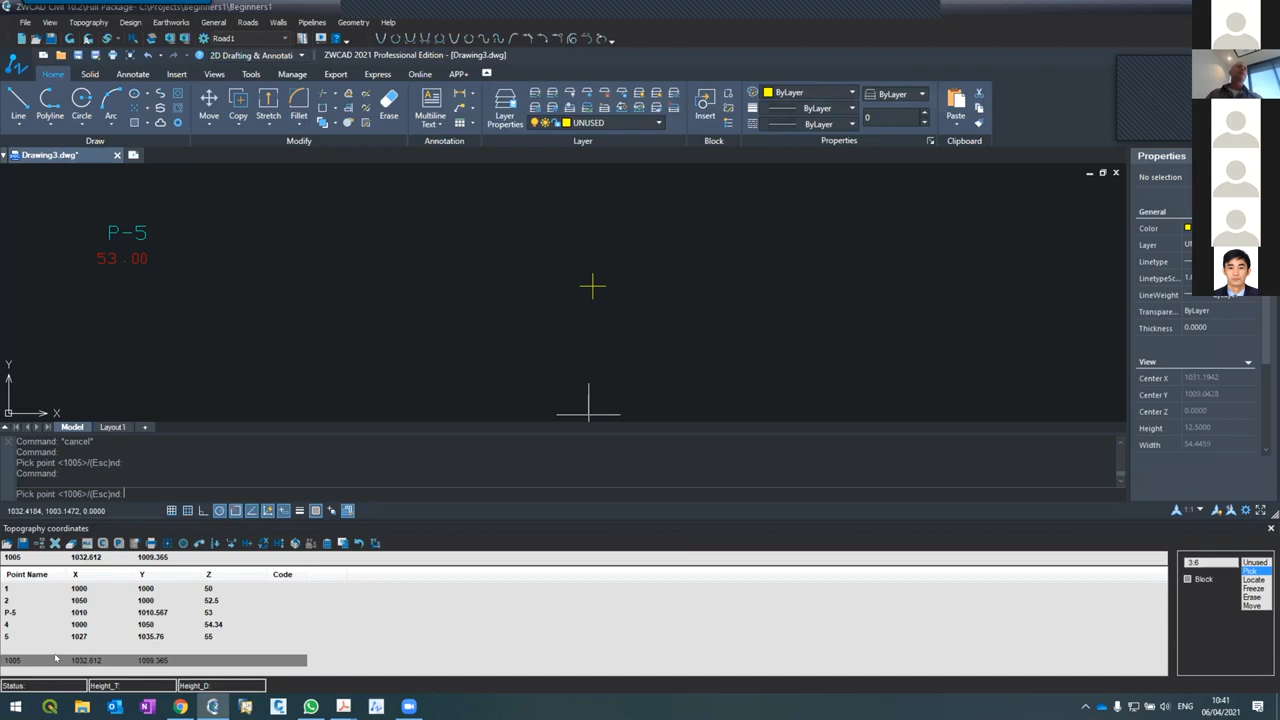 ZWCAD Civil 10.2\Full Package- C:\Projects\Beginners1\Beginners1
File View Topography Design Earthworks General Roads Walls Pipelines Geometry Help
Road1
2D Drafting & Annotati ZWCAD 2021 Professional Edition - [Drawing3.dwg]
Home Solid Annotate Insert Views Tools Manage Export Express Online APP+
ByLayer ByLayer
Line Polyline Circle Arc Move Copy Stretch Fillet Erase Multiline Text Layer Properties UNUSED Insert ByLayer 0 Paste
ByLayer
Draw Modify Annotation Layer Block Properties Clipboard
Drawing3.dwg*
Properties
No selection
General
Color
Layer UN
Linetype
LinetypeSc... 1.0
LineWeight
Transpare... ByLayer
Thickness 0.0000
View
Center X 1031.1942
Center Y 1009.0428
Center Z 0.0000
Height 12.5000
Width 54.4459
P-5
53.00
Y
X
Model Layout1 +
Command: *cancel*
Command:
Pick point <1005>/(Esc)nd:
Command:
Pick point <1006>/(Esc)nd:
1032.4184, 1003.1472, 0.0000
1:1
Topography coordinates
1005 1032.612 1009.365
Point Name X Y Z Code
1 1000 1000 50
2 1050 1000 52.5
P-5 1010 1010.567 53
4 1000 1050 54.34
5 1027 1035.76 55
1005 1032.612 1009.365
3:6
Block
Unused
Pick
Locate
Freeze
Erase
Move
Status: Height_T: Height_D:
ENG
10:41
06/04/2021